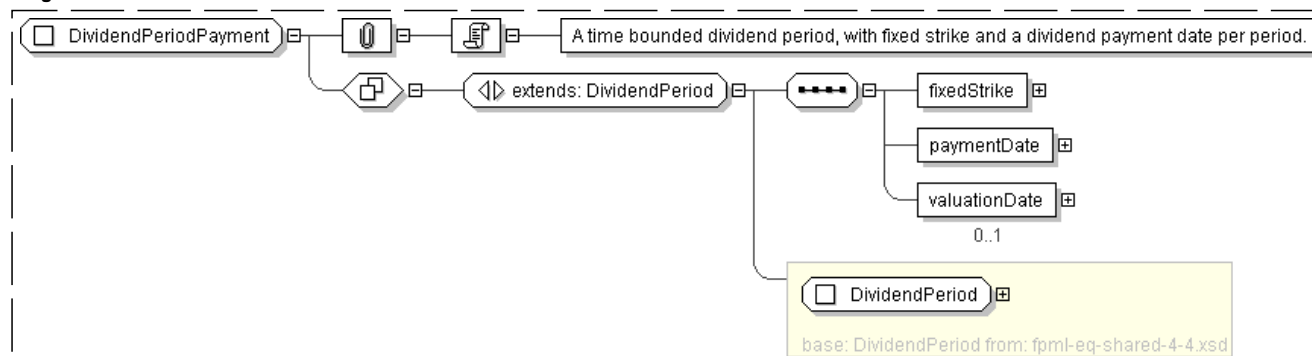 DividendPeriodPayment
A time bounded dividend period, with fixed strike and a dividend payment date per period.
extends: DividendPeriod
fixedStrike
paymentDate
valuationDate
0..1
DividendPeriod
base: DividendPeriod from: fpml-eq-shared-4-4.xsd